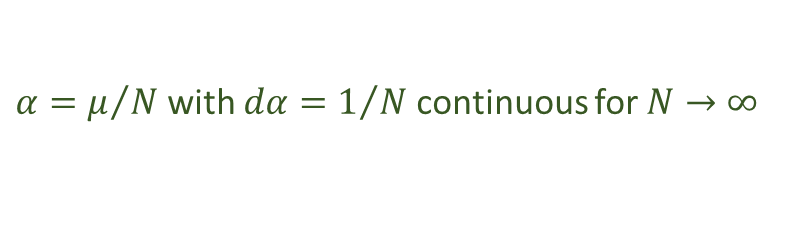 α = μ/N with dα = 1/N continuous for N → ∞